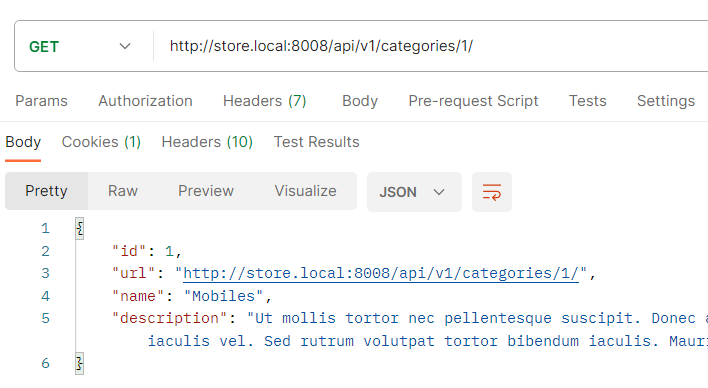 GET http://store.local:8008/api/v1/categories/1/
Params Authorization Headers (7) Body Pre-request Script Tests Settings
Body Cookies (1) Headers (10) Test Results
Pretty Raw Preview Visualize JSON
1 {
2 "id": 1,
3 "url": "http://store.local:8008/api/v1/categories/1/",
4 "name": "Mobiles",
5 "description": "Ut mollis tortor nec pellentesque suscipit. Donec a
iaculis vel. Sed rutrum volutpat tortor bibendum iaculis. Mauri
6 }